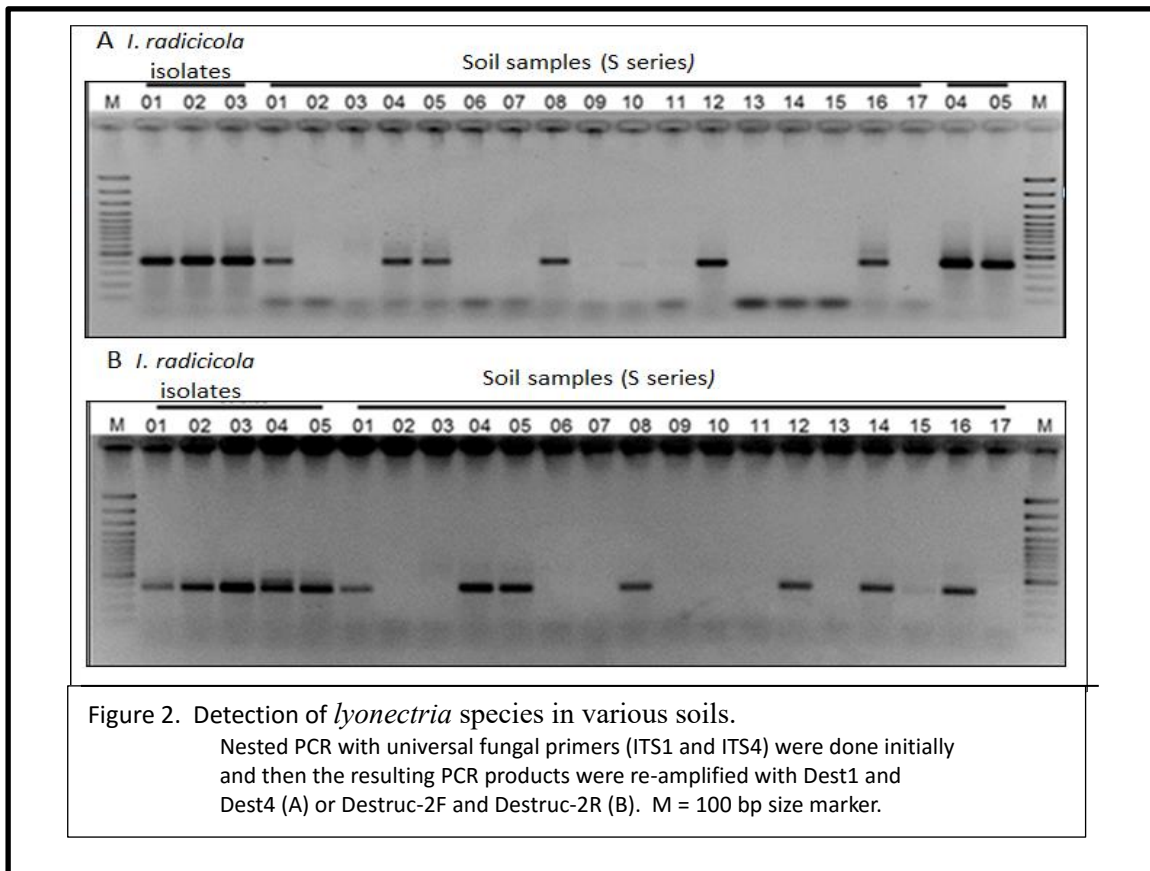 A I. radicicola
isolates
Soil samples (S series)
M 01 02 03 01 02 03 04 05 06 07 08 09 10 11 12 13 14 15 16 17 04 05 M
B I. radicicola
isolates
Soil samples (S series)
M 01 02 03 04 05 01 02 03 04 05 06 07 08 09 10 11 12 13 14 15 16 17 M
Figure 2. Detection of lyonectria species in various soils.
Nested PCR with universal fungal primers (ITS1 and ITS4) were done initially
and then the resulting PCR products were re-amplified with Dest1 and
Dest4 (A) or Destruc-2F and Destruc-2R (B). M = 100 bp size marker.